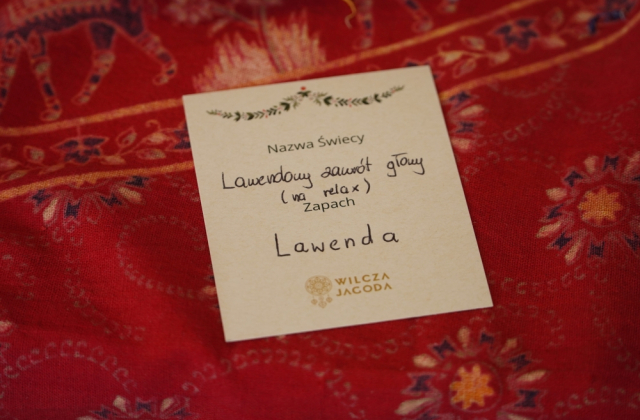 Nazwa Świecy
Lawendowy zawrót głowy
(na relax)
Zapach
Lawenda
WILCZA
JAGODA